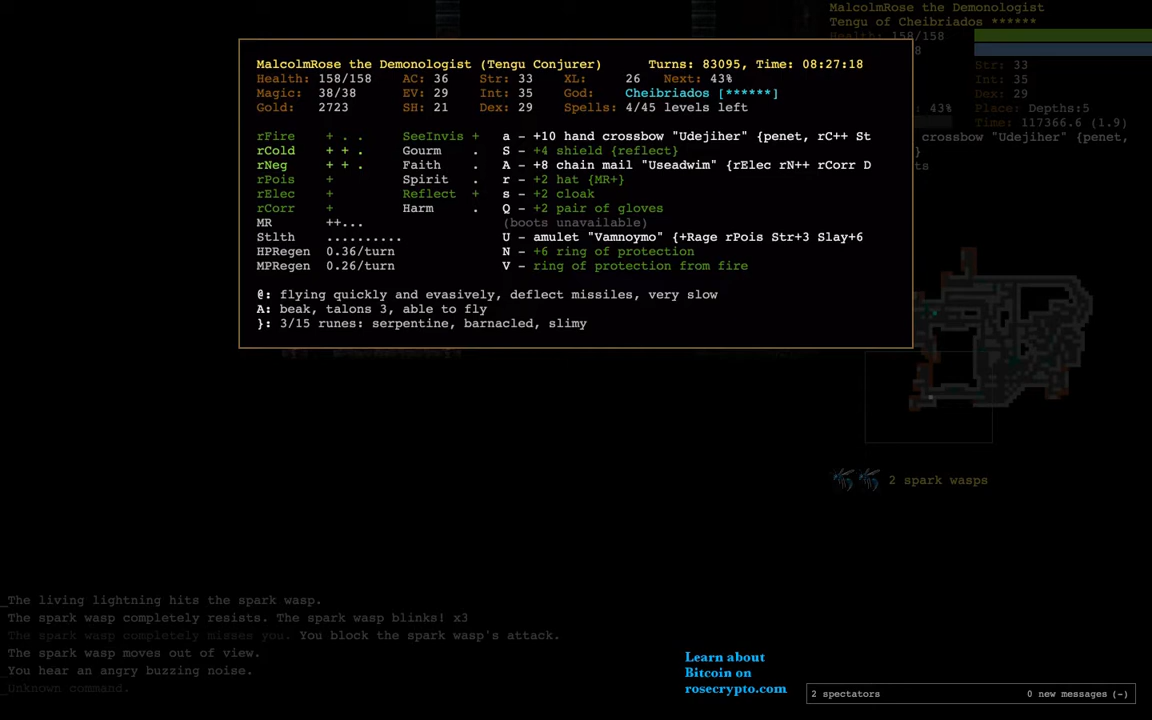 MalcolmRose the Demonologist
Tengu of Cheibriados ******
Health: 158/158
8
Str: 33
Int: 35
Dex: 29
43% Place: Depths:5
Time: 117366.6 (1.9)
crossbow "Udejiher" {penet,
}
ts
MalcolmRose the Demonologist (Tengu Conjurer) Turns: 83095, Time: 08:27:18
Health: 158/158 AC: 36 Str: 33 XL: 26 Next: 43%
Magic: 38/38 EV: 29 Int: 35 God: Cheibriados [******]
Gold: 2723 SH: 21 Dex: 29 Spells: 4/45 levels left
rFire + . . SeeInvis + a - +10 hand crossbow "Udejiher" {penet, rC++ St
rCold + + . Gourm . S - +4 shield {reflect}
rNeg + + . Faith . A - +8 chain mail "Useadwim" {rElec rN++ rCorr D
rPois + Spirit . r - +2 hat {MR+}
rElec + Reflect + s - +2 cloak
rCorr + Harm . Q - +2 pair of gloves
MR ++... (boots unavailable)
Stlth .......... U - amulet "Vamnoymo" {+Rage rPois Str+3 Slay+6
HPRegen 0.36/turn N - +6 ring of protection
MPRegen 0.26/turn V - ring of protection from fire
@: flying quickly and evasively, deflect missiles, very slow
A: beak, talons 3, able to fly
}: 3/15 runes: serpentine, barnacled, slimy
2 spark wasps
_The living lightning hits the spark wasp.
The spark wasp completely resists. The spark wasp blinks! x3
The spark wasp completely misses you. You block the spark wasp's attack.
The spark wasp moves out of view.
_You hear an angry buzzing noise.
_Unknown command.
Learn about
Bitcoin on
rosecrypto.com
2 spectators 0 new messages (-)